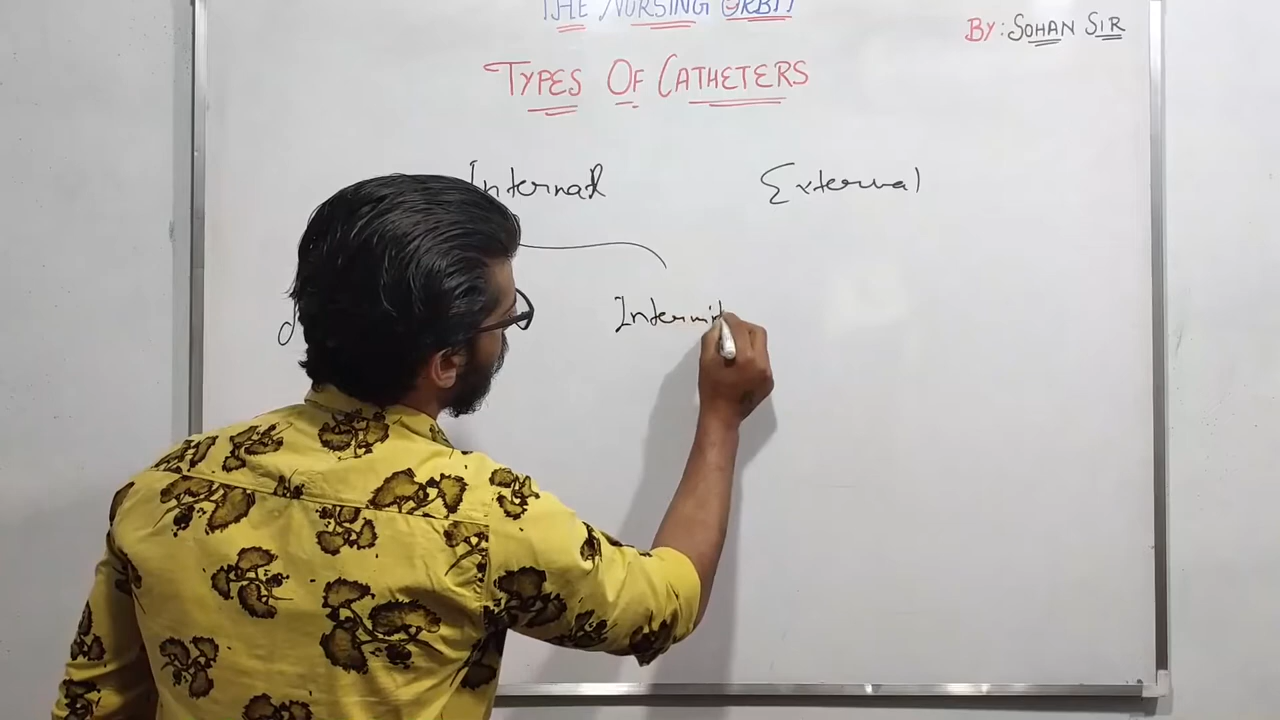 THE NURSING ORBIT
BY: SOHAN SIR
TYPES OF CATHETERS
Internal External
Intermit